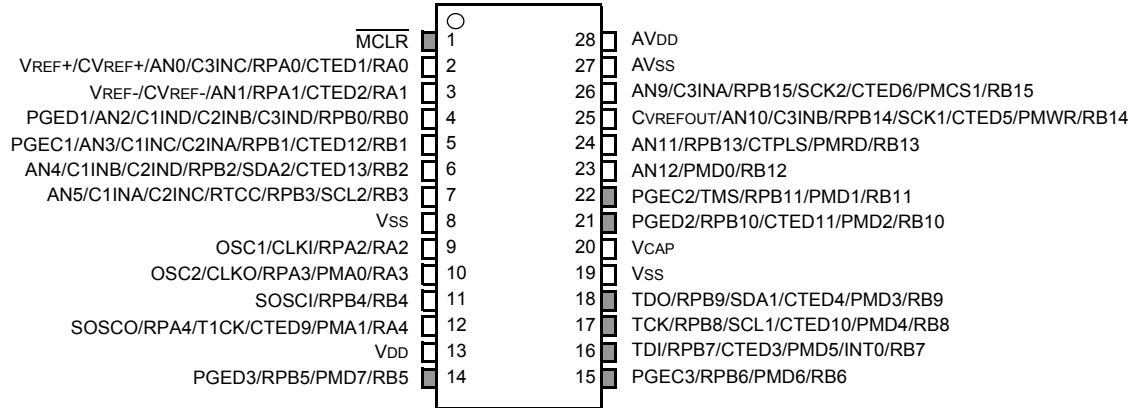 MCLR 1 28 AVDD
VREF+/CVREF+/AN0/C3INC/RPA0/CTED1/RA0 2 27 AVSS
VREF-/CVREF-/AN1/RPA1/CTED2/RA1 3 26 AN9/C3INA/RPB15/SCK2/CTED6/PMCS1/RB15
PGED1/AN2/C1IND/C2INB/C3IND/RPB0/RB0 4 25 CVREFOUT/AN10/C3INB/RPB14/SCK1/CTED5/PMWR/RB14
PGEC1/AN3/C1INC/C2INA/RPB1/CTED12/RB1 5 24 AN11/RPB13/CTPLS/PMRD/RB13
AN4/C1INB/C2IND/RPB2/SDA2/CTED13/RB2 6 23 AN12/PMD0/RB12
AN5/C1INA/C2INC/RTCC/RPB3/SCL2/RB3 7 22 PGEC2/TMS/RPB11/PMD1/RB11
VSS 8 21 PGED2/RPB10/CTED11/PMD2/RB10
OSC1/CLKI/RPA2/RA2 9 20 VCAP
OSC2/CLKO/RPA3/PMA0/RA3 10 19 VSS
SOSCI/RPB4/RB4 11 18 TDO/RPB9/SDA1/CTED4/PMD3/RB9
SOSCO/RPA4/T1CK/CTED9/PMA1/RA4 12 17 TCK/RPB8/SCL1/CTED10/PMD4/RB8
VDD 13 16 TDI/RPB7/CTED3/PMD5/INT0/RB7
PGED3/RPB5/PMD7/RB5 14 15 PGEC3/RPB6/PMD6/RB6